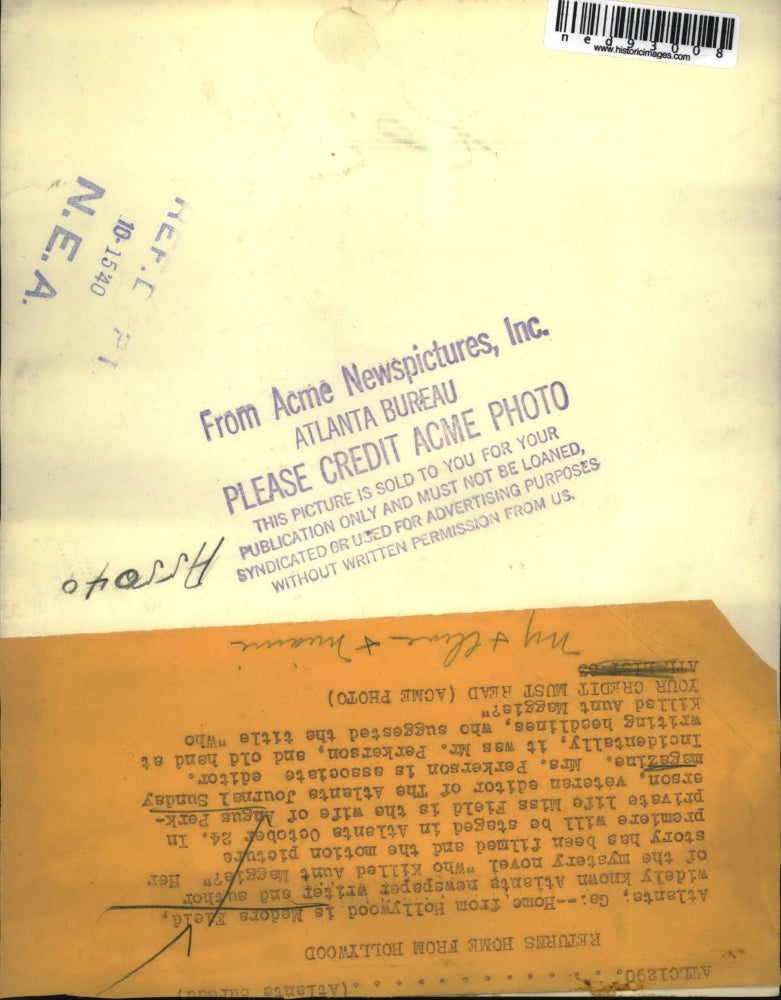 ned93008
www.historicimages.com
REF.
10-15'40
N.E.A.
From Acme Newspictures, Inc.
ATLANTA BUREAU
PLEASE CREDIT ACME PHOTO
THIS PICTURE IS SOLD TO YOU FOR YOUR
PUBLICATION ONLY AND MUST NOT BE LOANED,
SYNDICATED OR USED FOR ADVERTISING PURPOSES
WITHOUT WRITTEN PERMISSION FROM US.
ATLC1290. . . . . . . . . . . .(Atlanta Bureau)
RETURNS HOME FROM HOLLYWOOD
Atlanta, Ga:--Home from Hollywood is Medora Field,
widely known Atlanta newspaper writer and author
of the mystery novel "Who Killed Aunt Maggie?" Her
story has been filmed and the motion picture
premiere will be staged in Atlanta October 24. In
private life Miss Field is the wife of Angus Perk-
erson, veteran editor of The Atlanta Journal Sunday
magazine. Mrs. Perkerson is associate editor.
Incidentally, it was Mr. Perkerson, and old hand at
writing headlines, who suggested the title "Who
Killed Aunt Maggie?"
YOUR CREDIT MUST READ (ACME PHOTO)